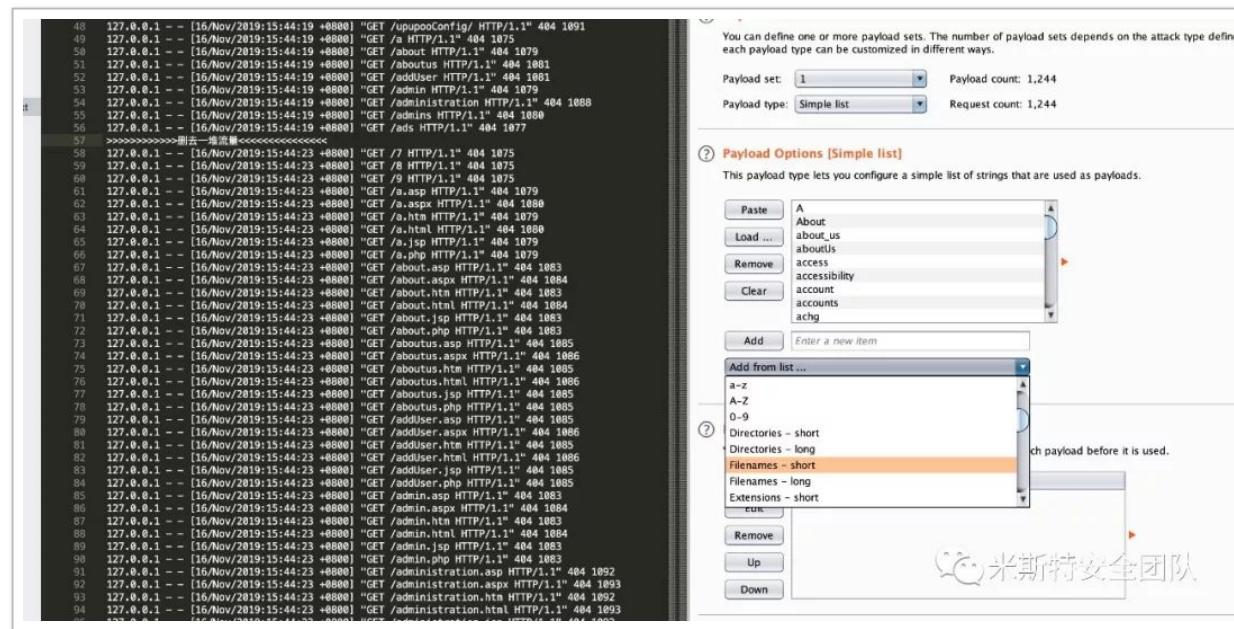 48 127.0.0.1 - - [16/Nov/2019:15:44:19 +0800] "GET /upupooConfig/ HTTP/1.1" 404 1091
49 127.0.0.1 - - [16/Nov/2019:15:44:19 +0800] "GET /a HTTP/1.1" 404 1075
50 127.0.0.1 - - [16/Nov/2019:15:44:19 +0800] "GET /about HTTP/1.1" 404 1079
51 127.0.0.1 - - [16/Nov/2019:15:44:19 +0800] "GET /aboutus HTTP/1.1" 404 1081
52 127.0.0.1 - - [16/Nov/2019:15:44:19 +0800] "GET /addUser HTTP/1.1" 404 1081
53 127.0.0.1 - - [16/Nov/2019:15:44:19 +0800] "GET /admin HTTP/1.1" 404 1079
54 127.0.0.1 - - [16/Nov/2019:15:44:19 +0800] "GET /administration HTTP/1.1" 404 1088
55 127.0.0.1 - - [16/Nov/2019:15:44:19 +0800] "GET /admins HTTP/1.1" 404 1080
56 127.0.0.1 - - [16/Nov/2019:15:44:19 +0800] "GET /ads HTTP/1.1" 404 1077
57 >>>>>>>>>>>>删去一堆流量<<<<<<<<<<<<<<<
58 127.0.0.1 - - [16/Nov/2019:15:44:23 +0800] "GET /7 HTTP/1.1" 404 1075
59 127.0.0.1 - - [16/Nov/2019:15:44:23 +0800] "GET /8 HTTP/1.1" 404 1075
60 127.0.0.1 - - [16/Nov/2019:15:44:23 +0800] "GET /9 HTTP/1.1" 404 1075
61 127.0.0.1 - - [16/Nov/2019:15:44:23 +0800] "GET /a.asp HTTP/1.1" 404 1079
62 127.0.0.1 - - [16/Nov/2019:15:44:23 +0800] "GET /a.aspx HTTP/1.1" 404 1080
63 127.0.0.1 - - [16/Nov/2019:15:44:23 +0800] "GET /a.htm HTTP/1.1" 404 1079
64 127.0.0.1 - - [16/Nov/2019:15:44:23 +0800] "GET /a.html HTTP/1.1" 404 1080
65 127.0.0.1 - - [16/Nov/2019:15:44:23 +0800] "GET /a.jsp HTTP/1.1" 404 1079
66 127.0.0.1 - - [16/Nov/2019:15:44:23 +0800] "GET /a.php HTTP/1.1" 404 1079
67 127.0.0.1 - - [16/Nov/2019:15:44:23 +0800] "GET /about.asp HTTP/1.1" 404 1083
68 127.0.0.1 - - [16/Nov/2019:15:44:23 +0800] "GET /about.aspx HTTP/1.1" 404 1084
69 127.0.0.1 - - [16/Nov/2019:15:44:23 +0800] "GET /about.htm HTTP/1.1" 404 1083
70 127.0.0.1 - - [16/Nov/2019:15:44:23 +0800] "GET /about.html HTTP/1.1" 404 1084
71 127.0.0.1 - - [16/Nov/2019:15:44:23 +0800] "GET /about.jsp HTTP/1.1" 404 1083
72 127.0.0.1 - - [16/Nov/2019:15:44:23 +0800] "GET /about.php HTTP/1.1" 404 1083
73 127.0.0.1 - - [16/Nov/2019:15:44:23 +0800] "GET /aboutus.asp HTTP/1.1" 404 1085
74 127.0.0.1 - - [16/Nov/2019:15:44:23 +0800] "GET /aboutus.aspx HTTP/1.1" 404 1086
75 127.0.0.1 - - [16/Nov/2019:15:44:23 +0800] "GET /aboutus.htm HTTP/1.1" 404 1085
76 127.0.0.1 - - [16/Nov/2019:15:44:23 +0800] "GET /aboutus.html HTTP/1.1" 404 1086
77 127.0.0.1 - - [16/Nov/2019:15:44:23 +0800] "GET /aboutus.jsp HTTP/1.1" 404 1085
78 127.0.0.1 - - [16/Nov/2019:15:44:23 +0800] "GET /aboutus.php HTTP/1.1" 404 1085
79 127.0.0.1 - - [16/Nov/2019:15:44:23 +0800] "GET /addUser.asp HTTP/1.1" 404 1085
80 127.0.0.1 - - [16/Nov/2019:15:44:23 +0800] "GET /addUser.aspx HTTP/1.1" 404 1086
81 127.0.0.1 - - [16/Nov/2019:15:44:23 +0800] "GET /addUser.htm HTTP/1.1" 404 1085
82 127.0.0.1 - - [16/Nov/2019:15:44:23 +0800] "GET /addUser.html HTTP/1.1" 404 1086
83 127.0.0.1 - - [16/Nov/2019:15:44:23 +0800] "GET /addUser.jsp HTTP/1.1" 404 1085
84 127.0.0.1 - - [16/Nov/2019:15:44:23 +0800] "GET /addUser.php HTTP/1.1" 404 1085
85 127.0.0.1 - - [16/Nov/2019:15:44:23 +0800] "GET /admin.asp HTTP/1.1" 404 1083
86 127.0.0.1 - - [16/Nov/2019:15:44:23 +0800] "GET /admin.aspx HTTP/1.1" 404 1084
87 127.0.0.1 - - [16/Nov/2019:15:44:23 +0800] "GET /admin.htm HTTP/1.1" 404 1083
88 127.0.0.1 - - [16/Nov/2019:15:44:23 +0800] "GET /admin.html HTTP/1.1" 404 1084
89 127.0.0.1 - - [16/Nov/2019:15:44:23 +0800] "GET /admin.jsp HTTP/1.1" 404 1083
90 127.0.0.1 - - [16/Nov/2019:15:44:23 +0800] "GET /admin.php HTTP/1.1" 404 1083
91 127.0.0.1 - - [16/Nov/2019:15:44:23 +0800] "GET /administration.asp HTTP/1.1" 404 1092
92 127.0.0.1 - - [16/Nov/2019:15:44:23 +0800] "GET /administration.aspx HTTP/1.1" 404 1093
93 127.0.0.1 - - [16/Nov/2019:15:44:23 +0800] "GET /administration.htm HTTP/1.1" 404 1092
94 127.0.0.1 - - [16/Nov/2019:15:44:23 +0800] "GET /administration.html HTTP/1.1" 404 1093
You can define one or more payload sets. The number of payload sets depends on the attack type define
each payload type can be customized in different ways.
Payload set: 1 Payload count: 1,244
Payload type: Simple list Request count: 1,244
Payload Options [Simple list]
This payload type lets you configure a simple list of strings that are used as payloads.
Paste
Load ...
Remove
Clear
A
About
about_us
aboutUs
access
accessibility
account
accounts
achg
Add Enter a new item
Add from list ...
a-z
A-Z
0-9
Directories - short
Directories - long
Filenames - short
Filenames - long
Extensions - short
ch payload before it is used.
Edit
Remove
Up
Down
米斯特安全团队